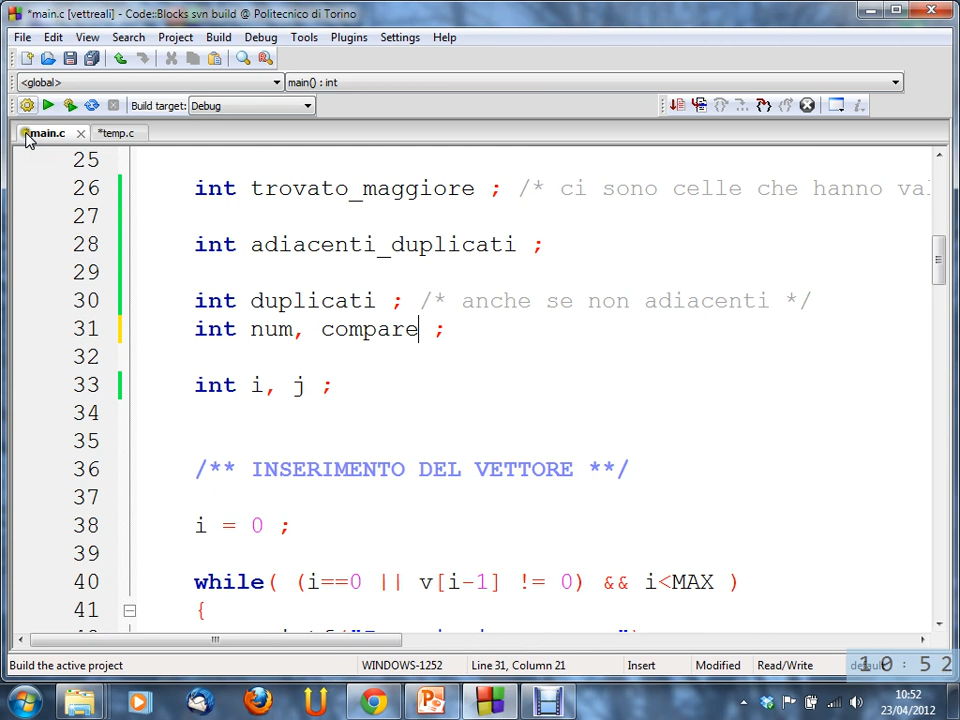 *main.c [vettreali] - Code::Blocks svn build @ Politecnico di Torino
File Edit View Search Project Build Debug Tools Plugins Settings Help
<global> main() : int
Build target: Debug
main.c *temp.c
25
26 int trovato_maggiore ; /* ci sono celle che hanno val
27
28 int adiacenti_duplicati ;
29
30 int duplicati ; /* anche se non adiacenti */
31 int num, compare ;
32
33 int i, j ;
34
35
36 /** INSERIMENTO DEL VETTORE **/
37
38 i = 0 ;
39
40 while( (i==0 || v[i-1] != 0) && i<MAX )
41 {
Build the active project WINDOWS-1252 Line 31, Column 21 Insert Modified Read/Write default
10:52
10:52
23/04/2012